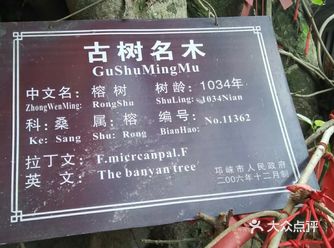 古树名木
GuShuMingMu
中文名：榕树 树龄：1034年
ZhongWenMing: RongShu ShuLing: 1034Nian
科：桑 属：榕 编号：No.11362
Ke: Sang Shu: Rong BianHao:
拉丁文：F.micrcanpal.F
英文：The banyan tree
邛崃市人民政府
二00六年十二月制
大众点评